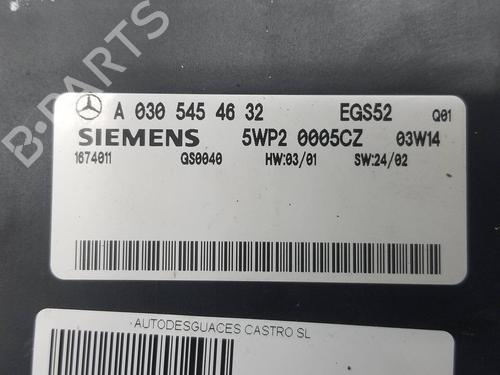 B-PARTS
A 030 545 46 32 EGS52 Q01
SIEMENS 5WP2 0005CZ 03W14
1674011 GS0040 HW:03/01 SW:24/02
AUTODESGUACES CASTRO SL